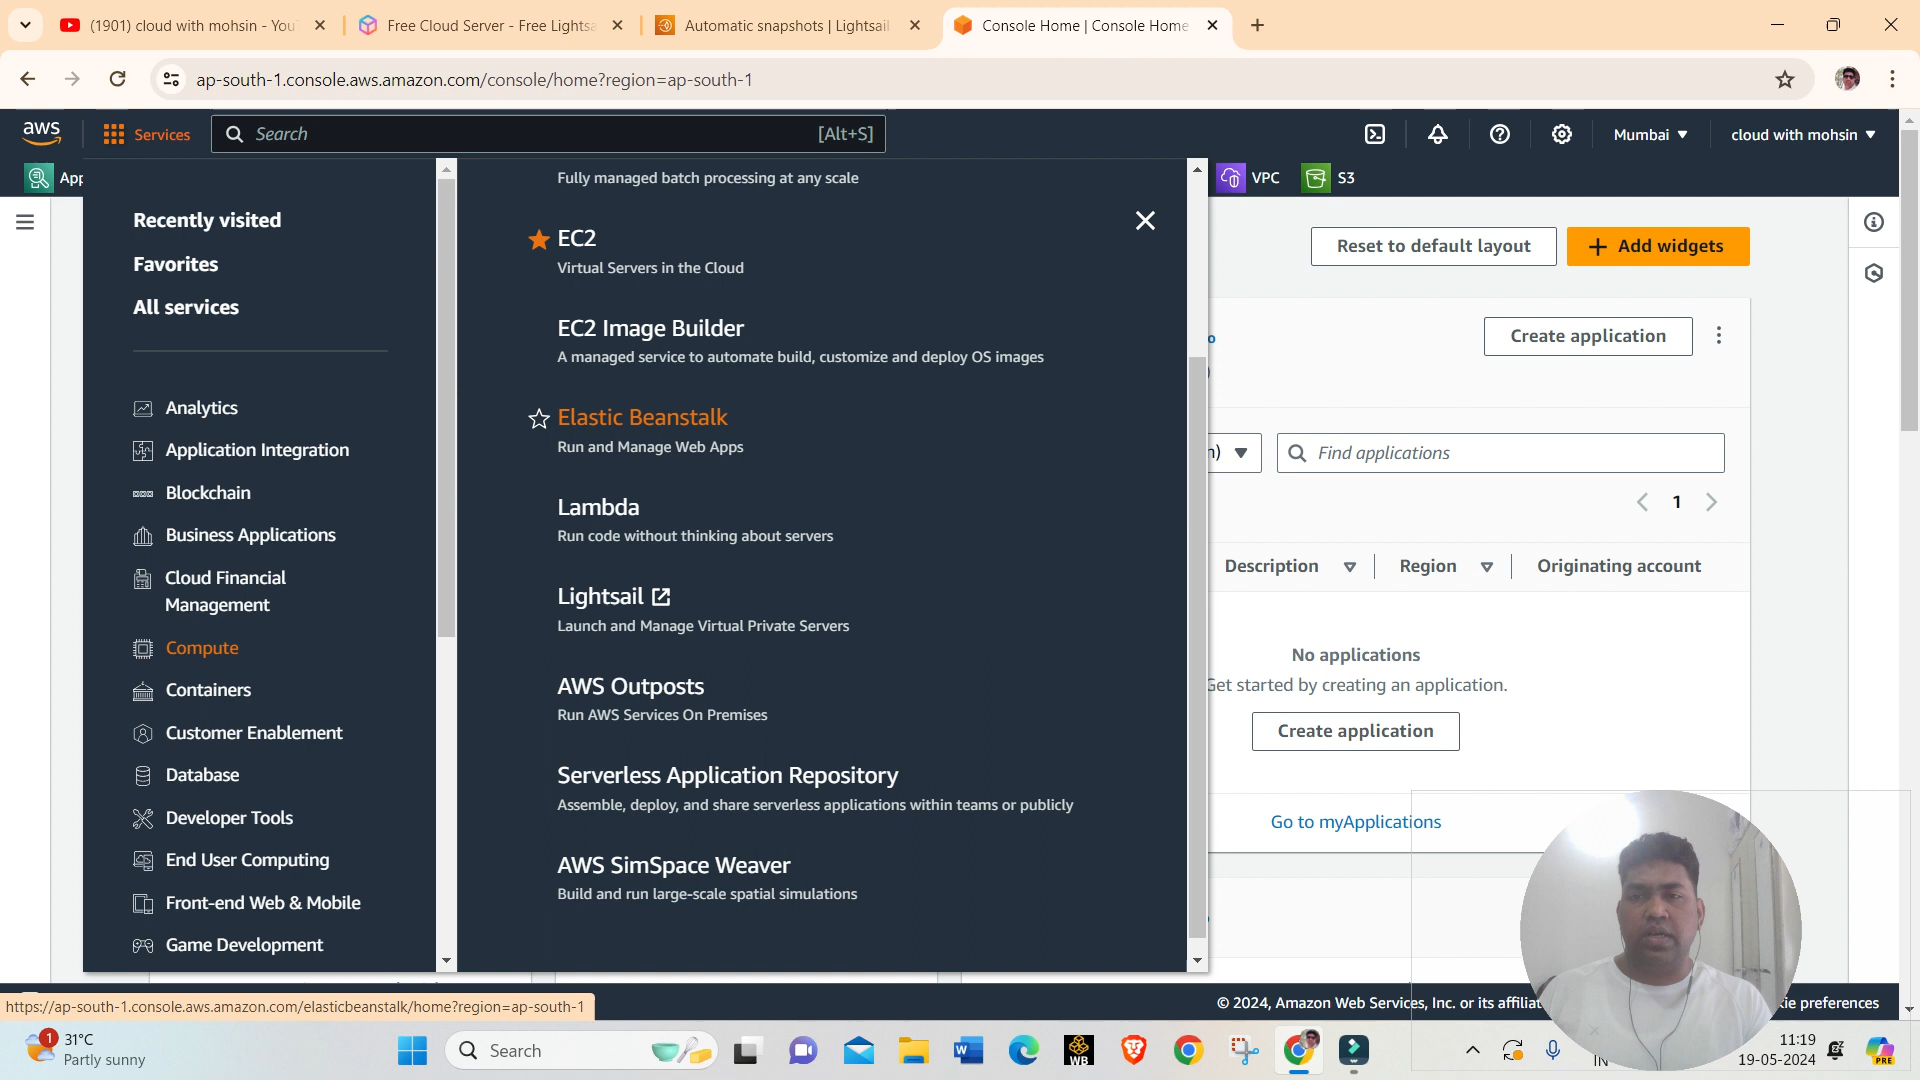 (1901) cloud with mohsin - You
Free Cloud Server - Free Lightsa
Automatic snapshots | Lightsail
Console Home | Console Home
ap-south-1.console.aws.amazon.com/console/home?region=ap-south-1
aws
Services
Search
[Alt+S]
Mumbai
cloud with mohsin
App
VPC
S3
Recently visited
Favorites
All services
Analytics
Application Integration
Blockchain
Business Applications
Cloud Financial
Management
Compute
Containers
Customer Enablement
Database
Developer Tools
End User Computing
Front-end Web & Mobile
Game Development
Fully managed batch processing at any scale
EC2
Virtual Servers in the Cloud
EC2 Image Builder
A managed service to automate build, customize and deploy OS images
Elastic Beanstalk
Run and Manage Web Apps
Lambda
Run code without thinking about servers
Lightsail
Launch and Manage Virtual Private Servers
AWS Outposts
Run AWS Services On Premises
Serverless Application Repository
Assemble, deploy, and share serverless applications within teams or publicly
AWS SimSpace Weaver
Build and run large-scale spatial simulations
Reset to default layout
+ Add widgets
o
Create application
)
n)
Find applications
1
Description
Region
Originating account
No applications
Get started by creating an application.
Create application
Go to myApplications
https://ap-south-1.console.aws.amazon.com/elasticbeanstalk/home?region=ap-south-1
© 2024, Amazon Web Services, Inc. or its affiliat
kie preferences
1
31°C
Partly sunny
Search
W
WB
IN
11:19
19-05-2024
PRE